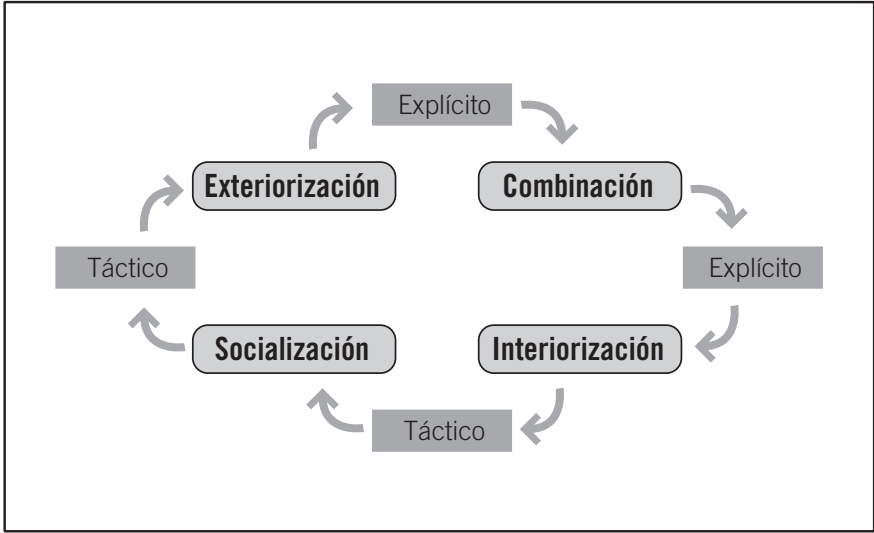 Explícito
Exteriorización
Combinación
Táctico
Explícito
Socialización
Interiorización
Táctico